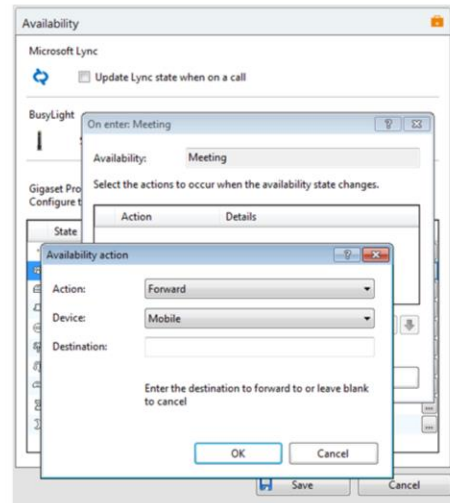 Availability
Microsoft Lync
Update Lync state when on a call
BusyLight
On enter: Meeting
Availability: Meeting
Gigaset Pro
Select the actions to occur when the availability state changes.
Configure t
Action Details
State
Availability action
Action: Forward
Device: Mobile
Destination:
Enter the destination to forward to or leave blank
to cancel
OK Cancel
Save Cancel